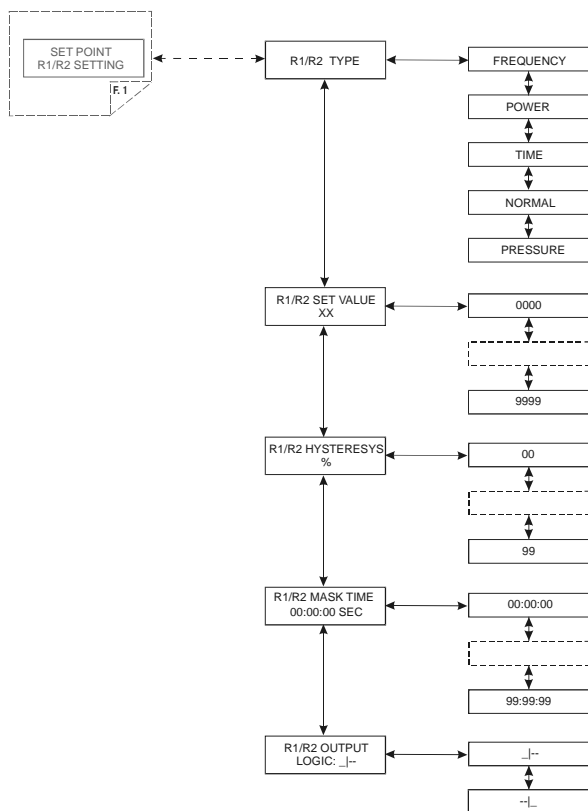 SET POINT
R1/R2 SETTING
F. 1
R1/R2 TYPE
FREQUENCY
POWER
TIME
NORMAL
PRESSURE
R1/R2 SET VALUE
XX
0000
9999
R1/R2 HYSTERESYS
%
00
99
R1/R2 MASK TIME
00:00:00 SEC
00:00:00
99:99:99
R1/R2 OUTPUT
LOGIC: _|--
_|--
--|_